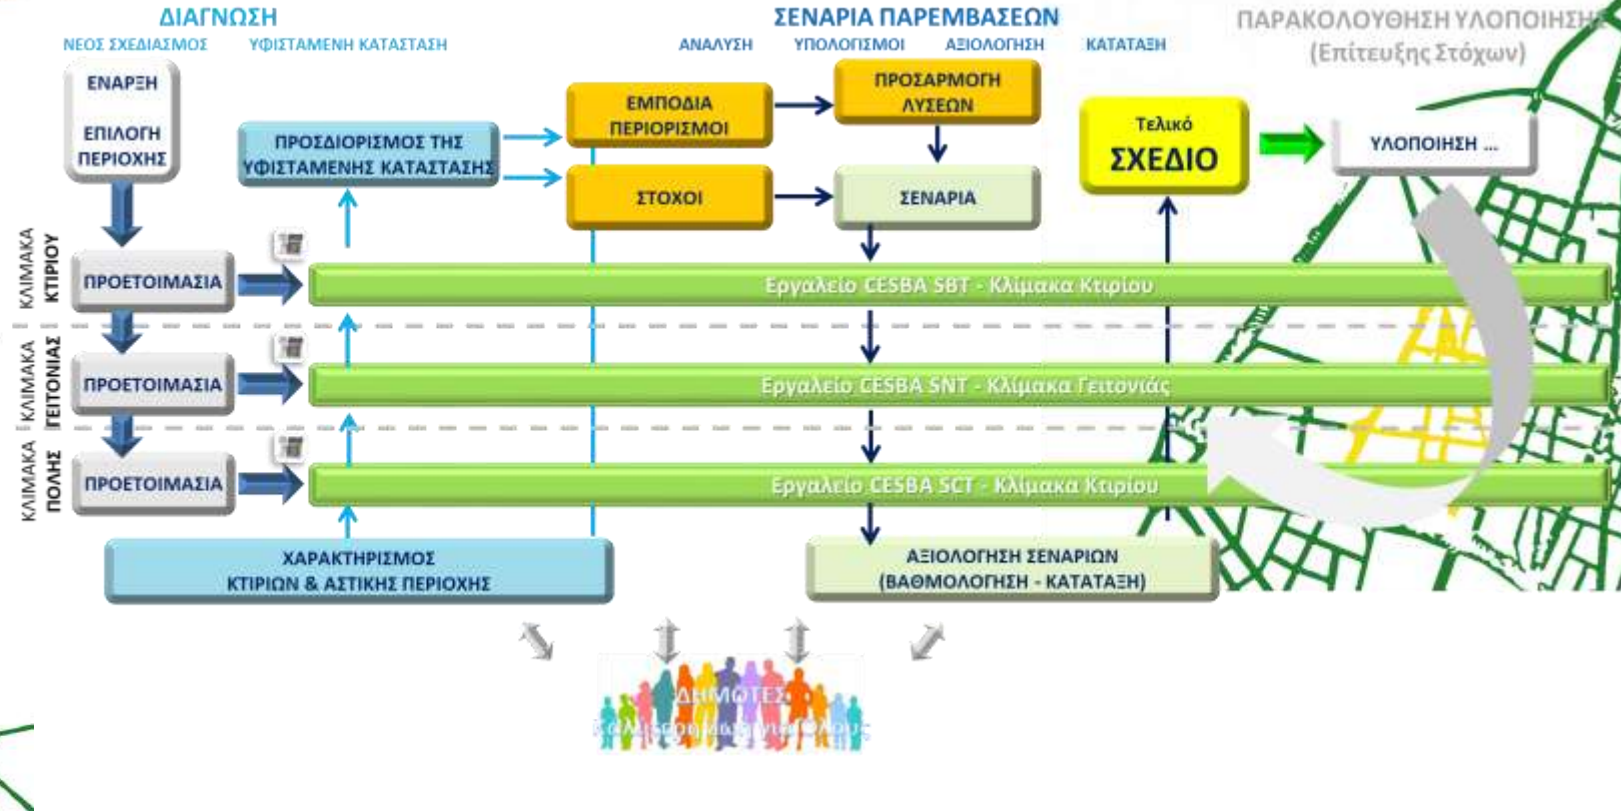 ΔΙΑΓΝΩΣΗ
ΣΕΝΑΡΙΑ ΠΑΡΕΜΒΑΣΕΩΝ
ΠΑΡΑΚΟΛΟΥΘΗΣΗ ΥΛΟΠΟΙΗΣΗΣ
(Επίτευξης Στόχων)
ΝΕΟΣ ΣΧΕΔΙΑΣΜΟΣ
ΥΦΙΣΤΑΜΕΝΗ ΚΑΤΑΣΤΑΣΗ
ΑΝΑΛΥΣΗ
ΥΠΟΛΟΓΙΣΜΟΙ
ΑΞΙΟΛΟΓΗΣΗ
ΚΑΤΑΤΑΞΗ
ΕΝΑΡΞΗ
ΕΠΙΛΟΓΗ
ΠΕΡΙΟΧΗΣ
ΠΡΟΣΔΙΟΡΙΣΜΟΣ ΤΗΣ
ΥΦΙΣΤΑΜΕΝΗΣ ΚΑΤΑΣΤΑΣΗΣ
ΕΜΠΟΔΙΑ
ΠΕΡΙΟΡΙΣΜΟΙ
ΠΡΟΣΑΡΜΟΓΗ
ΛΥΣΕΩΝ
ΣΤΟΧΟΙ
ΣΕΝΑΡΙΑ
Τελικό
ΣΧΕΔΙΟ
ΥΛΟΠΟΙΗΣΗ ...
ΚΛΙΜΑΚΑ
ΚΤΙΡΙΟΥ
ΠΡΟΕΤΟΙΜΑΣΙΑ
Εργαλείο CESBA SBT - Κλίμακα Κτιρίου
ΚΛΙΜΑΚΑ
ΓΕΙΤΟΝΙΑΣ
ΠΡΟΕΤΟΙΜΑΣΙΑ
Εργαλείο CESBA SNT - Κλίμακα Γειτονιάς
ΚΛΙΜΑΚΑ
ΠΟΛΗΣ
ΠΡΟΕΤΟΙΜΑΣΙΑ
Εργαλείο CESBA SCT - Κλίμακα Κτιρίου
ΧΑΡΑΚΤΗΡΙΣΜΟΣ
ΚΤΙΡΙΩΝ & ΑΣΤΙΚΗΣ ΠΕΡΙΟΧΗΣ
ΑΞΙΟΛΟΓΗΣΗ ΣΕΝΑΡΙΩΝ
(ΒΑΘΜΟΛΟΓΗΣΗ - ΚΑΤΑΤΑΞΗ)
ΔΗΜΟΤΕΣ